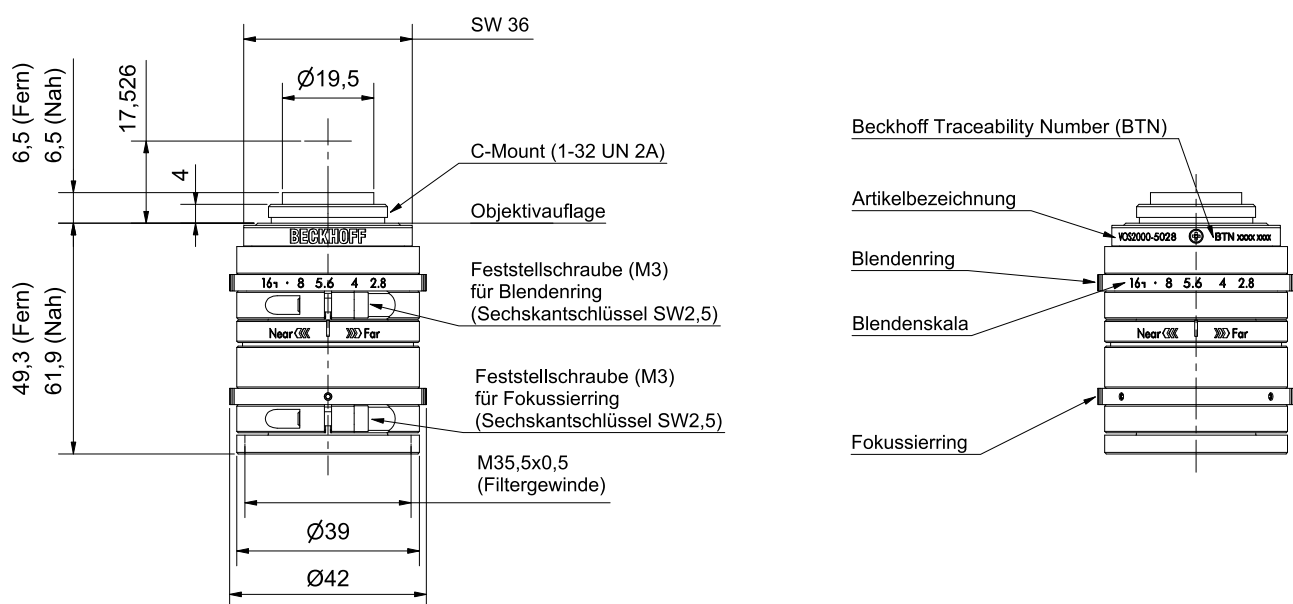 SW 36
Ø19,5
6,5 (Fern)
6,5 (Nah)
17,526
4
C-Mount (1-32 UN 2A)
Objektivauflage
BECKHOFF
16 · 8 5.6 4 2.8
Feststellschraube (M3)
für Blendenring
(Sechskantschlüssel SW2,5)
Near Far
49,3 (Fern)
61,9 (Nah)
Feststellschraube (M3)
für Fokussierring
(Sechskantschlüssel SW2,5)
M35,5x0,5
(Filtergewinde)
Ø39
Ø42
Beckhoff Traceability Number (BTN)
Artikelbezeichnung
VOS2000-5028 BTN xxxx xxxx
Blendenring
16 · 8 5.6 4 2.8
Blendenskala
Near Far
Fokussierring